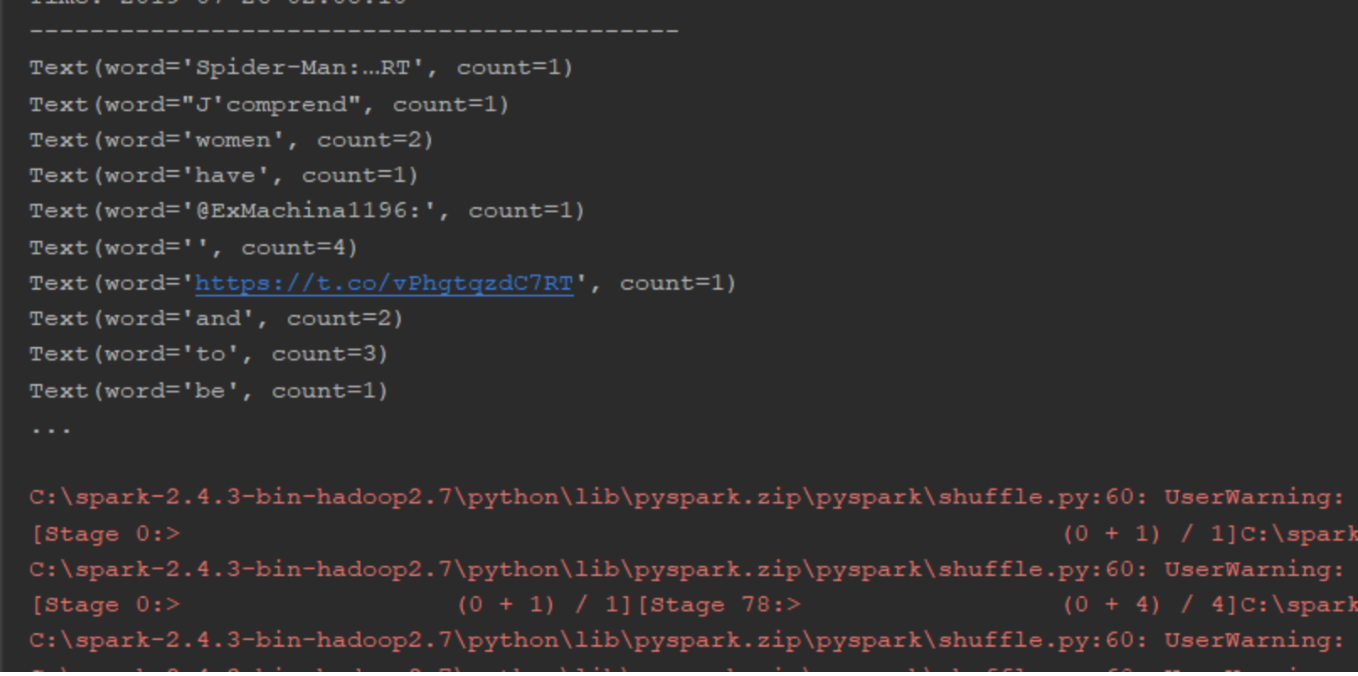 -------------------------------------------
Text(word='Spider-Man:…RT', count=1)
Text(word="J'comprend", count=1)
Text(word='women', count=2)
Text(word='have', count=1)
Text(word='@ExMachina1196:', count=1)
Text(word='', count=4)
Text(word='https://t.co/vPhgtqzdC7RT', count=1)
Text(word='and', count=2)
Text(word='to', count=3)
Text(word='be', count=1)
...
C:\spark-2.4.3-bin-hadoop2.7\python\lib\pyspark.zip\pyspark\shuffle.py:60: UserWarning:
[Stage 0:> (0 + 1) / 1]C:\spark
C:\spark-2.4.3-bin-hadoop2.7\python\lib\pyspark.zip\pyspark\shuffle.py:60: UserWarning:
[Stage 0:> (0 + 1) / 1][Stage 78:> (0 + 4) / 4]C:\spark
C:\spark-2.4.3-bin-hadoop2.7\python\lib\pyspark.zip\pyspark\shuffle.py:60: UserWarning: